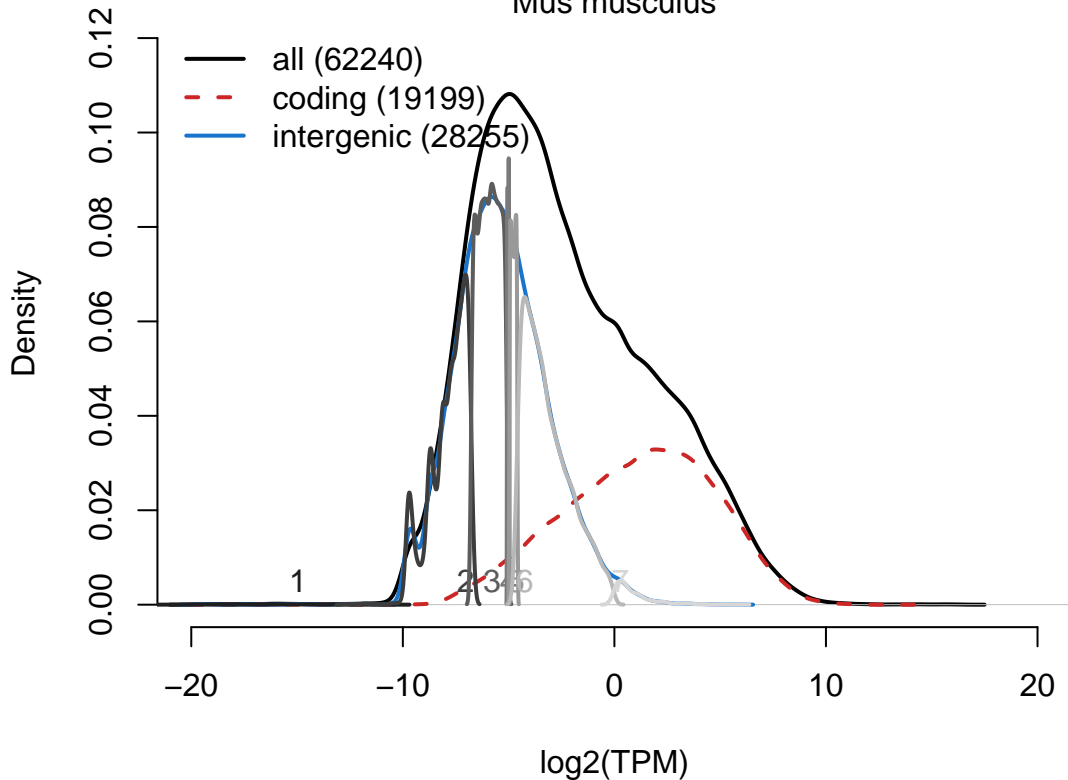 Mus musculus
all (62240)
coding (19199)
intergenic (28255)
Density
0.12
0.10
0.08
0.06
0.04
0.02
0.00
1 2 3 4 5 6 7
−20 −10 0 10 20
log2(TPM)